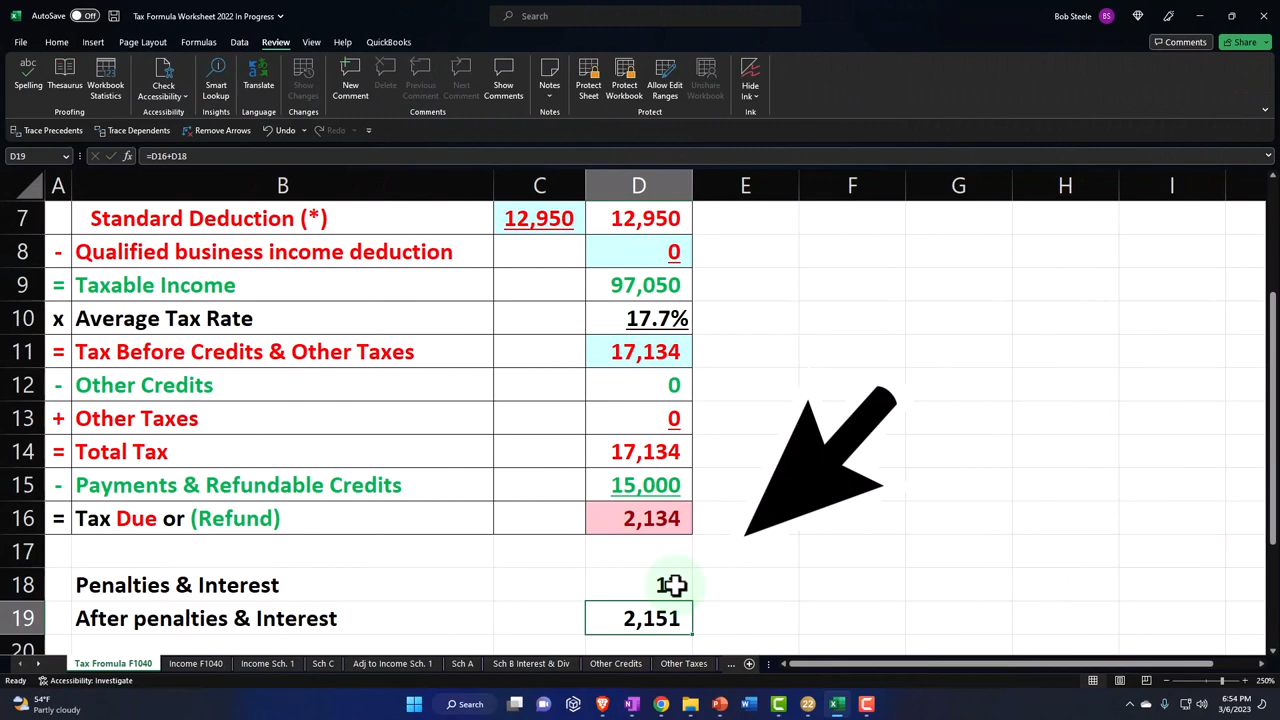 AutoSave Off Tax Formula Worksheet 2022 In Progress Search Bob Steele BS
File Home Insert Page Layout Formulas Data Review View Help QuickBooks Comments Share
Spelling Thesaurus Workbook Statistics Check Accessibility Smart Lookup Translate Show Changes New Comment Delete Previous Comment Next Comment Show Comments Notes Protect Sheet Protect Workbook Allow Edit Ranges Unshare Workbook Hide Ink
Proofing Accessibility Insights Language Changes Comments Notes Protect Ink
Trace Precedents Trace Dependents Remove Arrows Undo Redo
D19 fx =D16+D18
A B C D E F G H I
7 Standard Deduction (*) 12,950 12,950
8 - Qualified business income deduction 0
9 = Taxable Income 97,050
10 x Average Tax Rate 17.7%
11 = Tax Before Credits & Other Taxes 17,134
12 - Other Credits 0
13 + Other Taxes 0
14 = Total Tax 17,134
15 - Payments & Refundable Credits 15,000
16 = Tax Due or (Refund) 2,134
17
18 Penalties & Interest
19 After penalties & Interest 2,151
20
Tax Fromula F1040 Income F1040 Income Sch. 1 Sch C Adj to Income Sch. 1 Sch A Sch B Interest & Div Other Credits Other Taxes ...
Ready Accessibility: Investigate 250%
54°F Partly cloudy Search 22 6:54 PM 3/6/2023